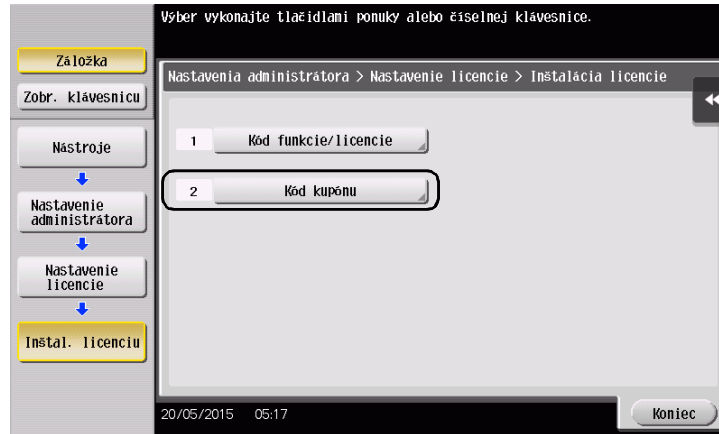 Výber vykonajte tlačidlami ponuky alebo číselnej klávesnice.
Záložka
Zobr. klávesnicu
Nástroje
Nastavenie
administrátora
Nastavenie
licencie
Inštal. licenciu
Nastavenia administrátora > Nastavenie licencie > Inštalácia licencie
1 Kód funkcie/licencie
2 Kód kupónu
20/05/2015 05:17
Koniec